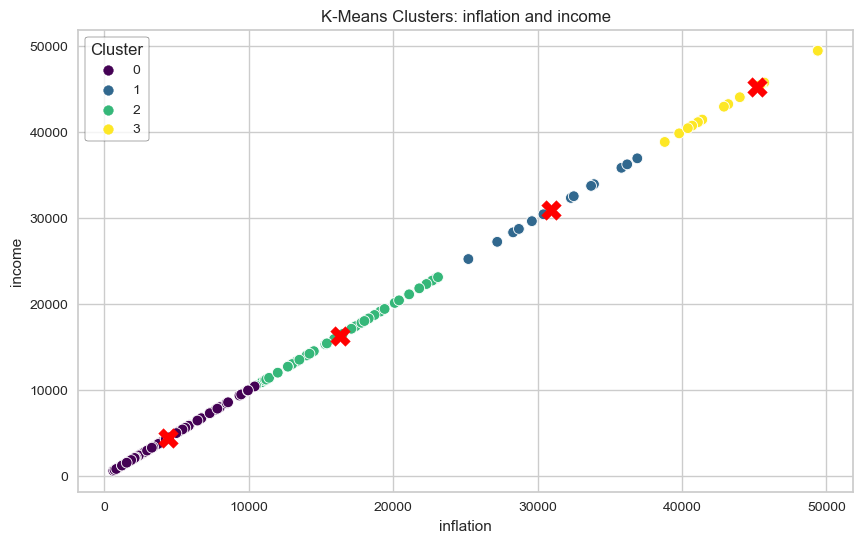 K-Means Clusters: inflation and income
Cluster
0
1
2
3
50000
40000
30000
20000
10000
0
income
0 10000 20000 30000 40000 50000
inflation